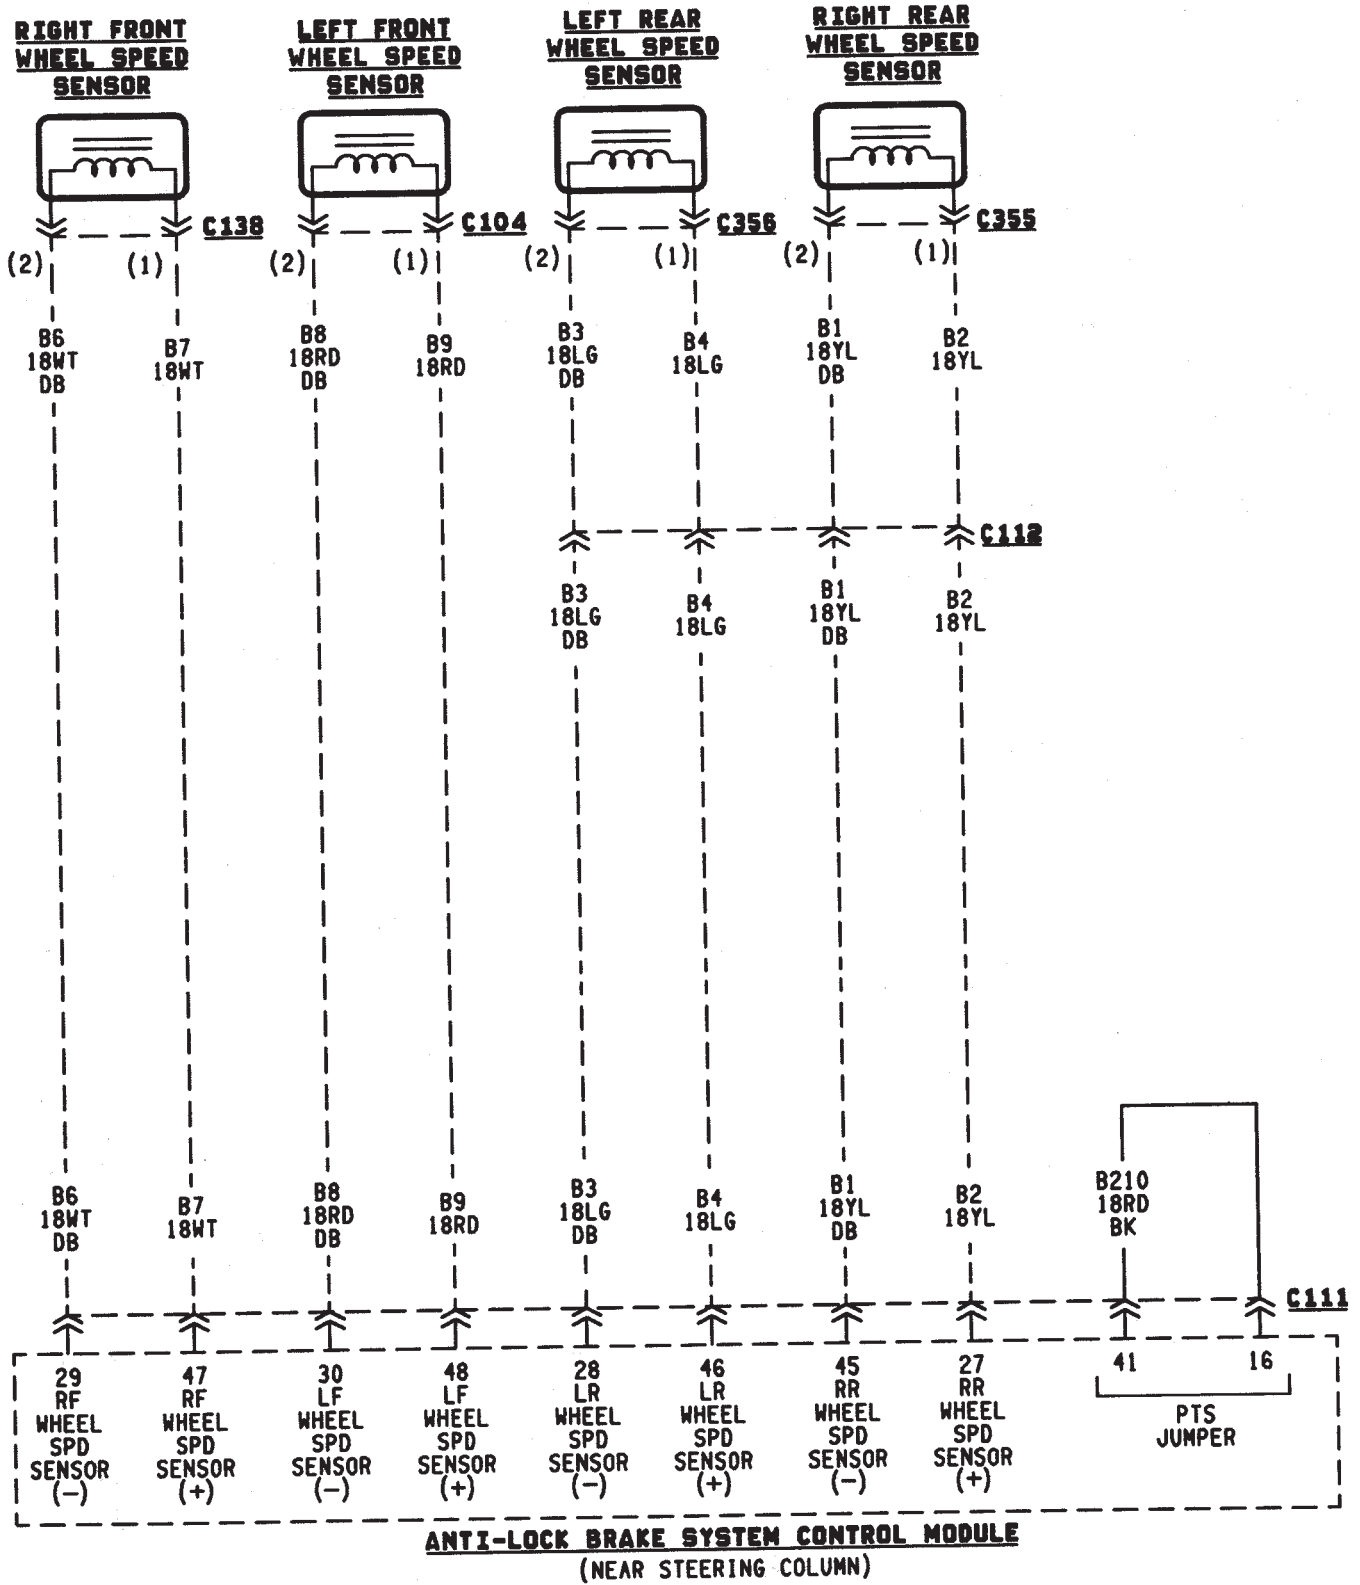 RIGHT FRONT
WHEEL SPEED
SENSOR
LEFT FRONT
WHEEL SPEED
SENSOR
LEFT REAR
WHEEL SPEED
SENSOR
RIGHT REAR
WHEEL SPEED
SENSOR
C138
C104
C356
C355
(2)
(1)
(2)
(1)
(2)
(1)
(2)
(1)
B6
18WT
DB
B7
18WT
B8
18RD
DB
B9
18RD
B3
18LG
DB
B4
18LG
B1
18YL
DB
B2
18YL
C112
B3
18LG
DB
B4
18LG
B1
18YL
DB
B2
18YL
B6
18WT
DB
B7
18WT
B8
18RD
DB
B9
18RD
B3
18LG
DB
B4
18LG
B1
18YL
DB
B2
18YL
B210
18RD
BK
C111
29
RF
WHEEL
SPD
SENSOR
(-)
47
RF
WHEEL
SPD
SENSOR
(+)
30
LF
WHEEL
SPD
SENSOR
(-)
48
LF
WHEEL
SPD
SENSOR
(+)
28
LR
WHEEL
SPD
SENSOR
(-)
46
LR
WHEEL
SPD
SENSOR
(+)
45
RR
WHEEL
SPD
SENSOR
(-)
27
RR
WHEEL
SPD
SENSOR
(+)
41
16
PTS
JUMPER
ANTI-LOCK BRAKE SYSTEM CONTROL MODULE
(NEAR STEERING COLUMN)